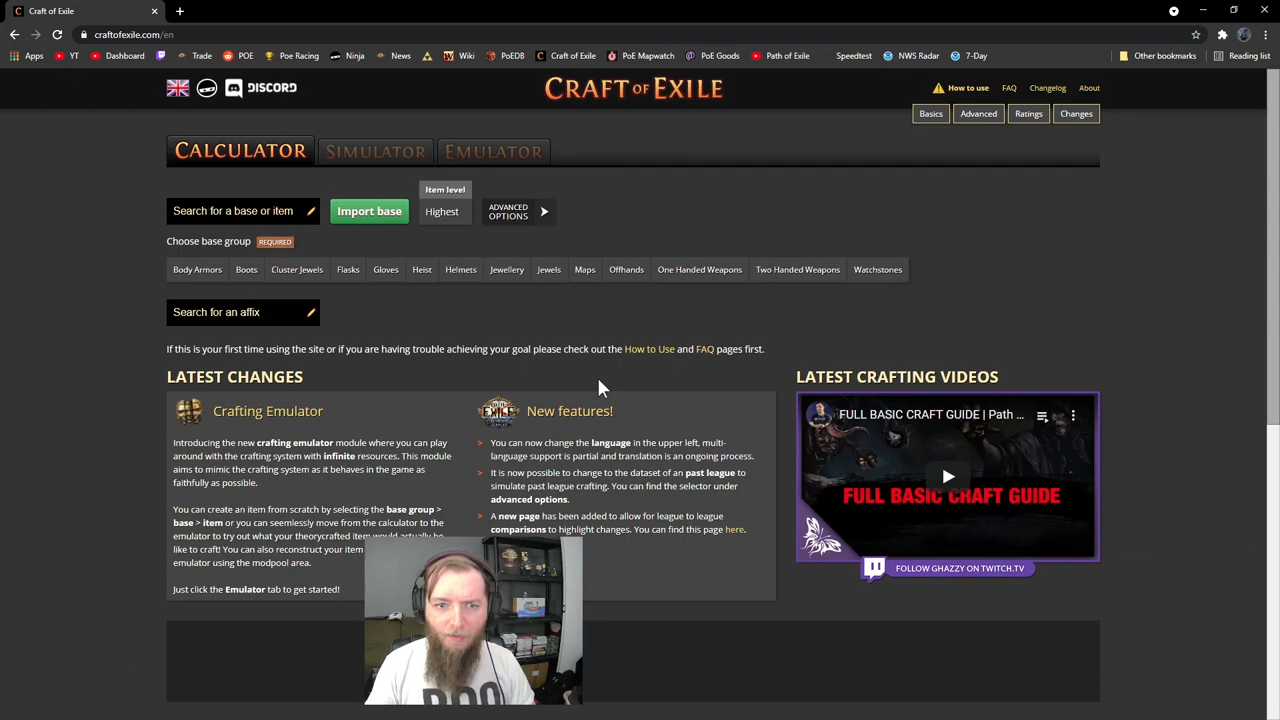 Craft of Exile
craftofexile.com/en
Apps YT Dashboard Trade POE Poe Racing Ninja News Wiki PoEDB Craft of Exile PoE Mapwatch PoE Goods Path of Exile Speedtest NWS Radar 7-Day Other bookmarks Reading list
DISCORD
CRAFT OF EXILE
How to use FAQ Changelog About
Basics Advanced Ratings Changes
CALCULATOR SIMULATOR EMULATOR
Item level
Search for a base or item Import base Highest ADVANCED
OPTIONS
Choose base group REQUIRED
Body Armors Boots Cluster Jewels Flasks Gloves Heist Helmets Jewellery Jewels Maps Offhands One Handed Weapons Two Handed Weapons Watchstones
Search for an affix
If this is your first time using the site or if you are having trouble achieving your goal please check out the How to Use and FAQ pages first.
LATEST CHANGES
Crafting Emulator
Introducing the new crafting emulator module where you can play
around with the crafting system with infinite resources. This module
aims to mimic the crafting system as it behaves in the game as
faithfully as possible.
You can create an item from scratch by selecting the base group >
base > item or you can seemlessly move from the calculator to the
emulator to try out what your theorycrafted item would actually be
like to craft! You can also reconstruct your item
emulator using the modpool area.
Just click the Emulator tab to get started!
New features!
> You can now change the language in the upper left, multi-
language support is partial and translation is an ongoing process.
> It is now possible to change to the dataset of an past league to
simulate past league crafting. You can find the selector under
advanced options.
> A new page has been added to allow for league to league
comparisons to highlight changes. You can find this page here.
LATEST CRAFTING VIDEOS
FULL BASIC CRAFT GUIDE | Path ...
FULL BASIC CRAFT GUIDE
FOLLOW GHAZZY ON TWITCH.TV